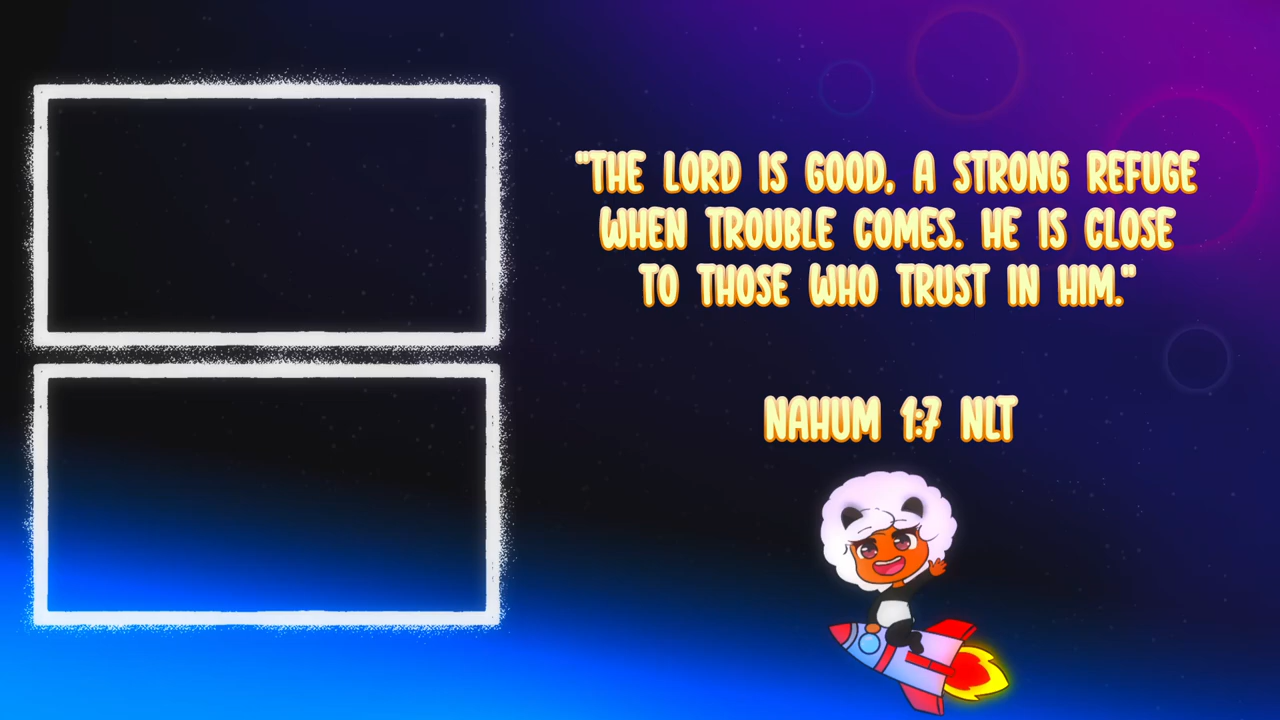 "THE LORD IS GOOD, A STRONG REFUGE
WHEN TROUBLE COMES. HE IS CLOSE
TO THOSE WHO TRUST IN HIM."
NAHUM 1:7 NLT